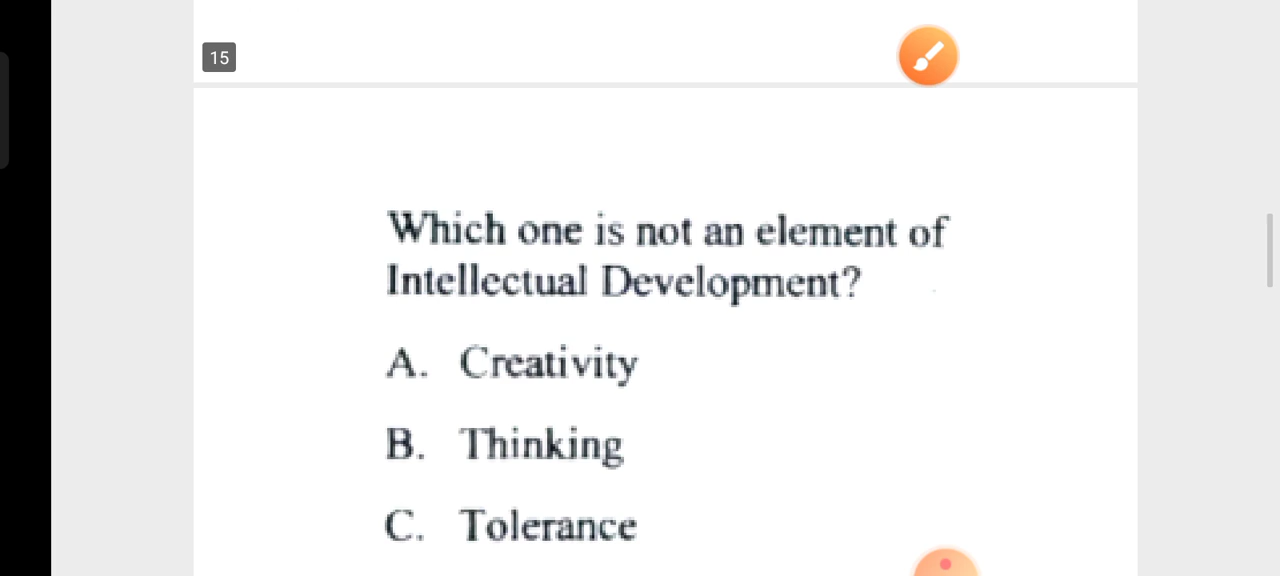 15
Which one is not an element of
Intellectual Development?
A. Creativity
B. Thinking
C. Tolerance